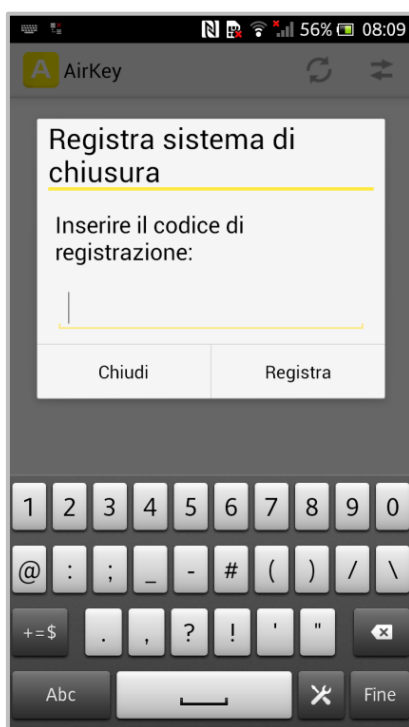 56% 08:09
A AirKey
Registra sistema di
chiusura
Inserire il codice di
registrazione:
Chiudi Registra
1 2 3 4 5 6 7 8 9 0
@ : ; _ - # ( ) / \
+=$ . , ? ! ' "
Abc Fine